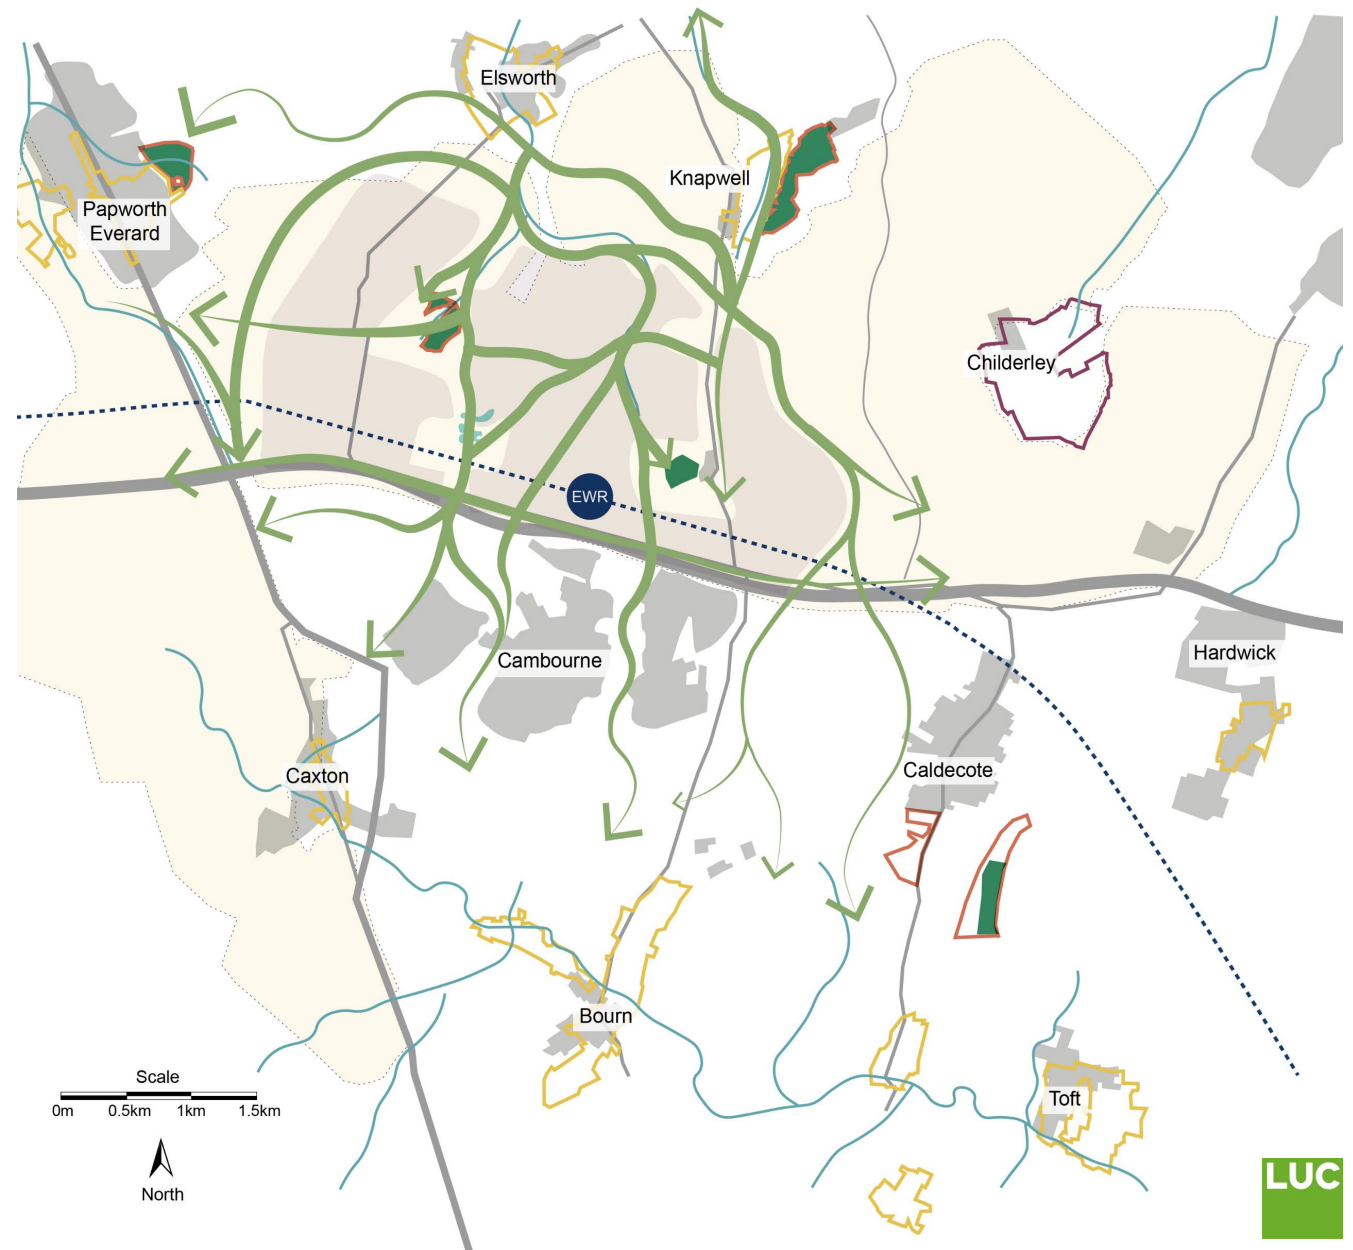 Elsworth
Knapwell
Papworth
Everard
Childerley
EWR
Cambourne
Hardwick
Caxton
Caldecote
Bourn
Toft
Scale
0m 0.5km 1km 1.5km
North
LUC